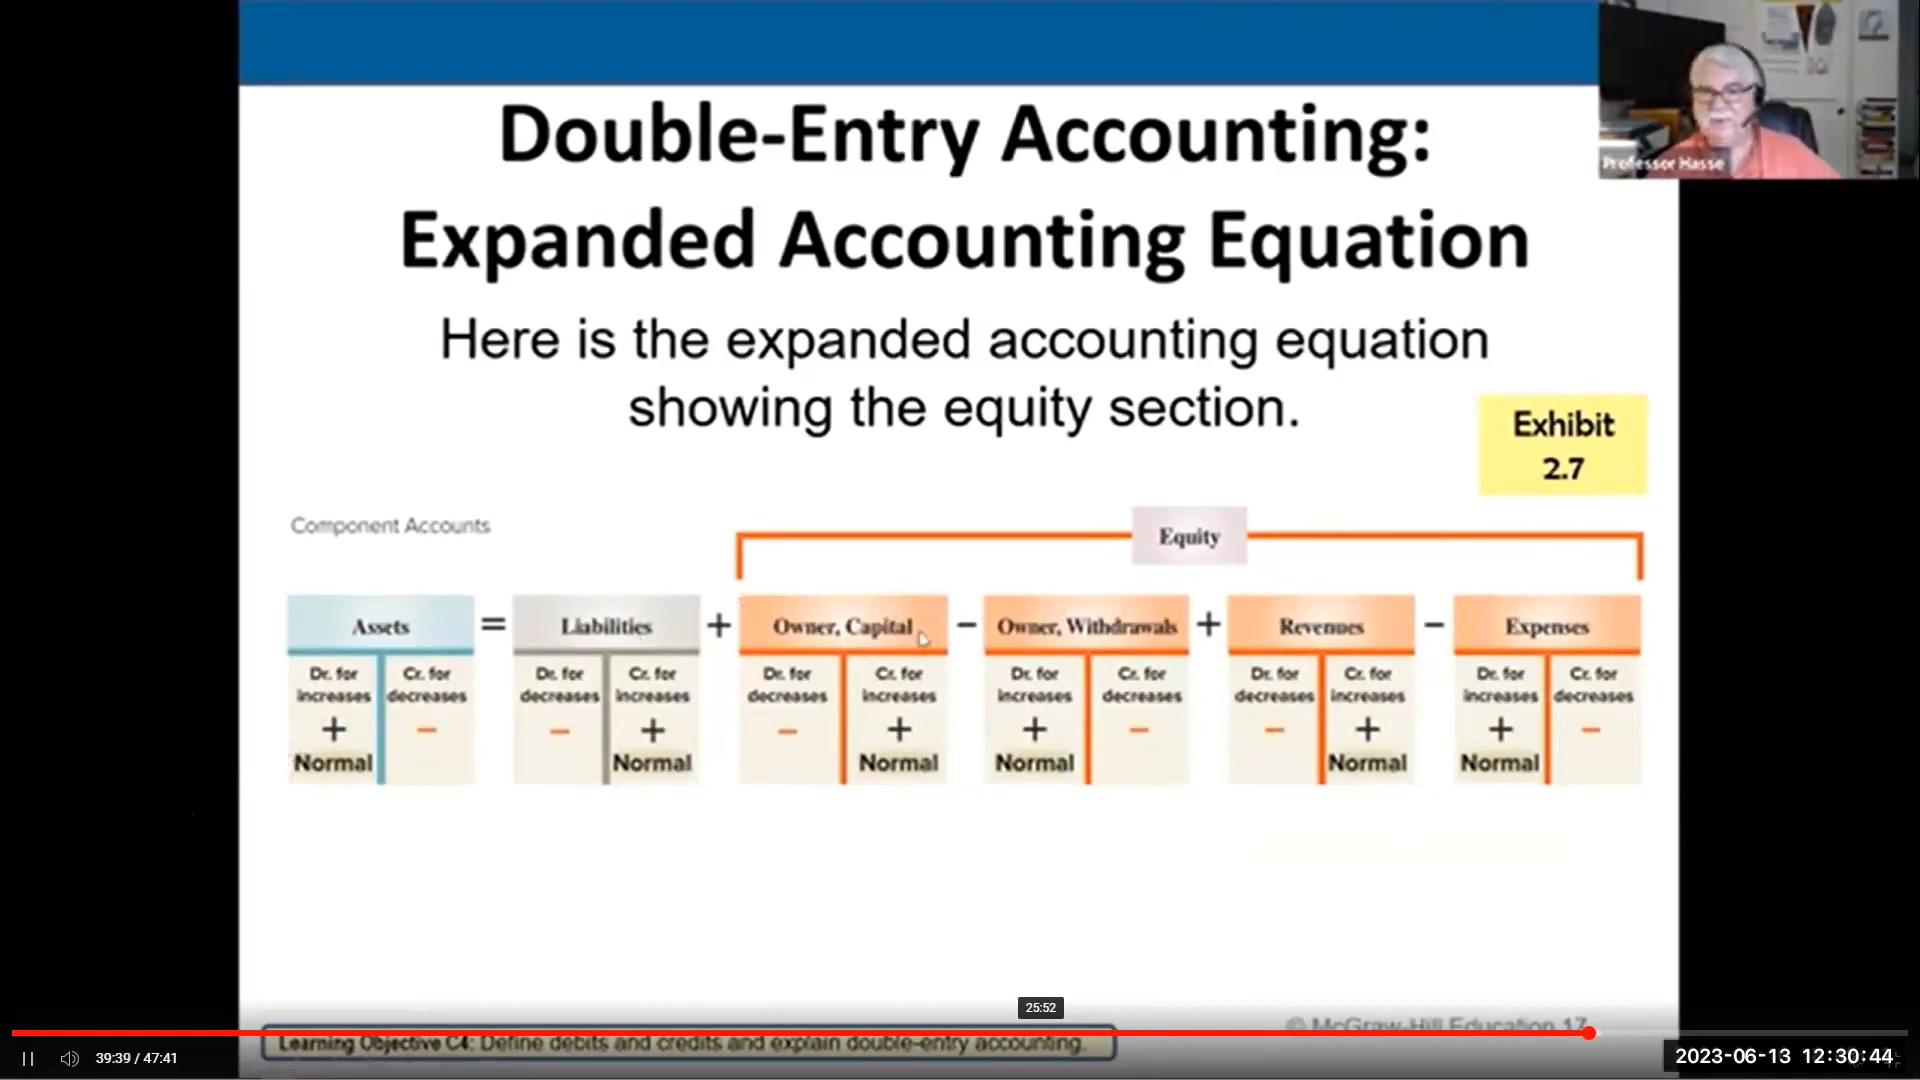 Double-Entry Accounting:
Expanded Accounting Equation
Here is the expanded accounting equation
showing the equity section.
Professor Hasse
Exhibit
2.7
Component Accounts
Equity
Assets = Liabilities + Owner, Capital - Owner, Withdrawals + Revenues - Expenses
Dr. for Cr. for Dr. for Cr. for Dr. for Cr. for Dr. for Cr. for Dr. for Cr. for Dr. for Cr. for
increases decreases decreases increases decreases increases increases decreases decreases increases increases decreases
+ - - + - + + - - + + -
Normal Normal Normal Normal Normal Normal
25:52
© McGraw-Hill Education 17
Learning Objective C4: Define debits and credits and explain double-entry accounting.
39:39 / 47:41
2023-06-13 12:30:44